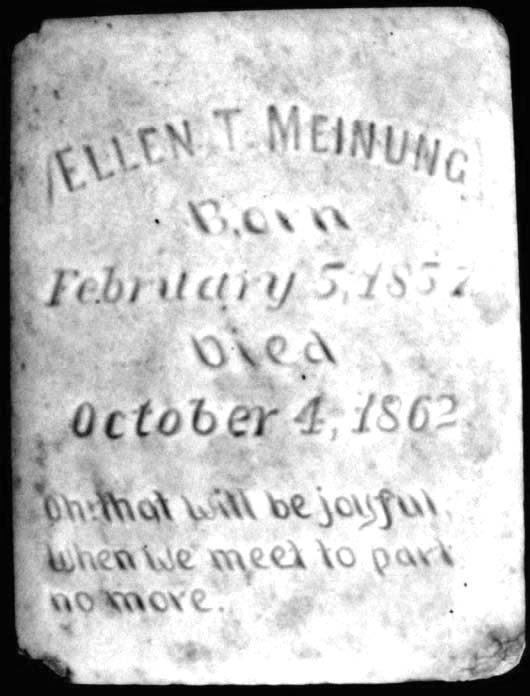 ELLEN T. MEINUNG
Born
February 5, 1857
Died
October 4, 1862
Oh! that will be joyful,
When we meet to part
no more.